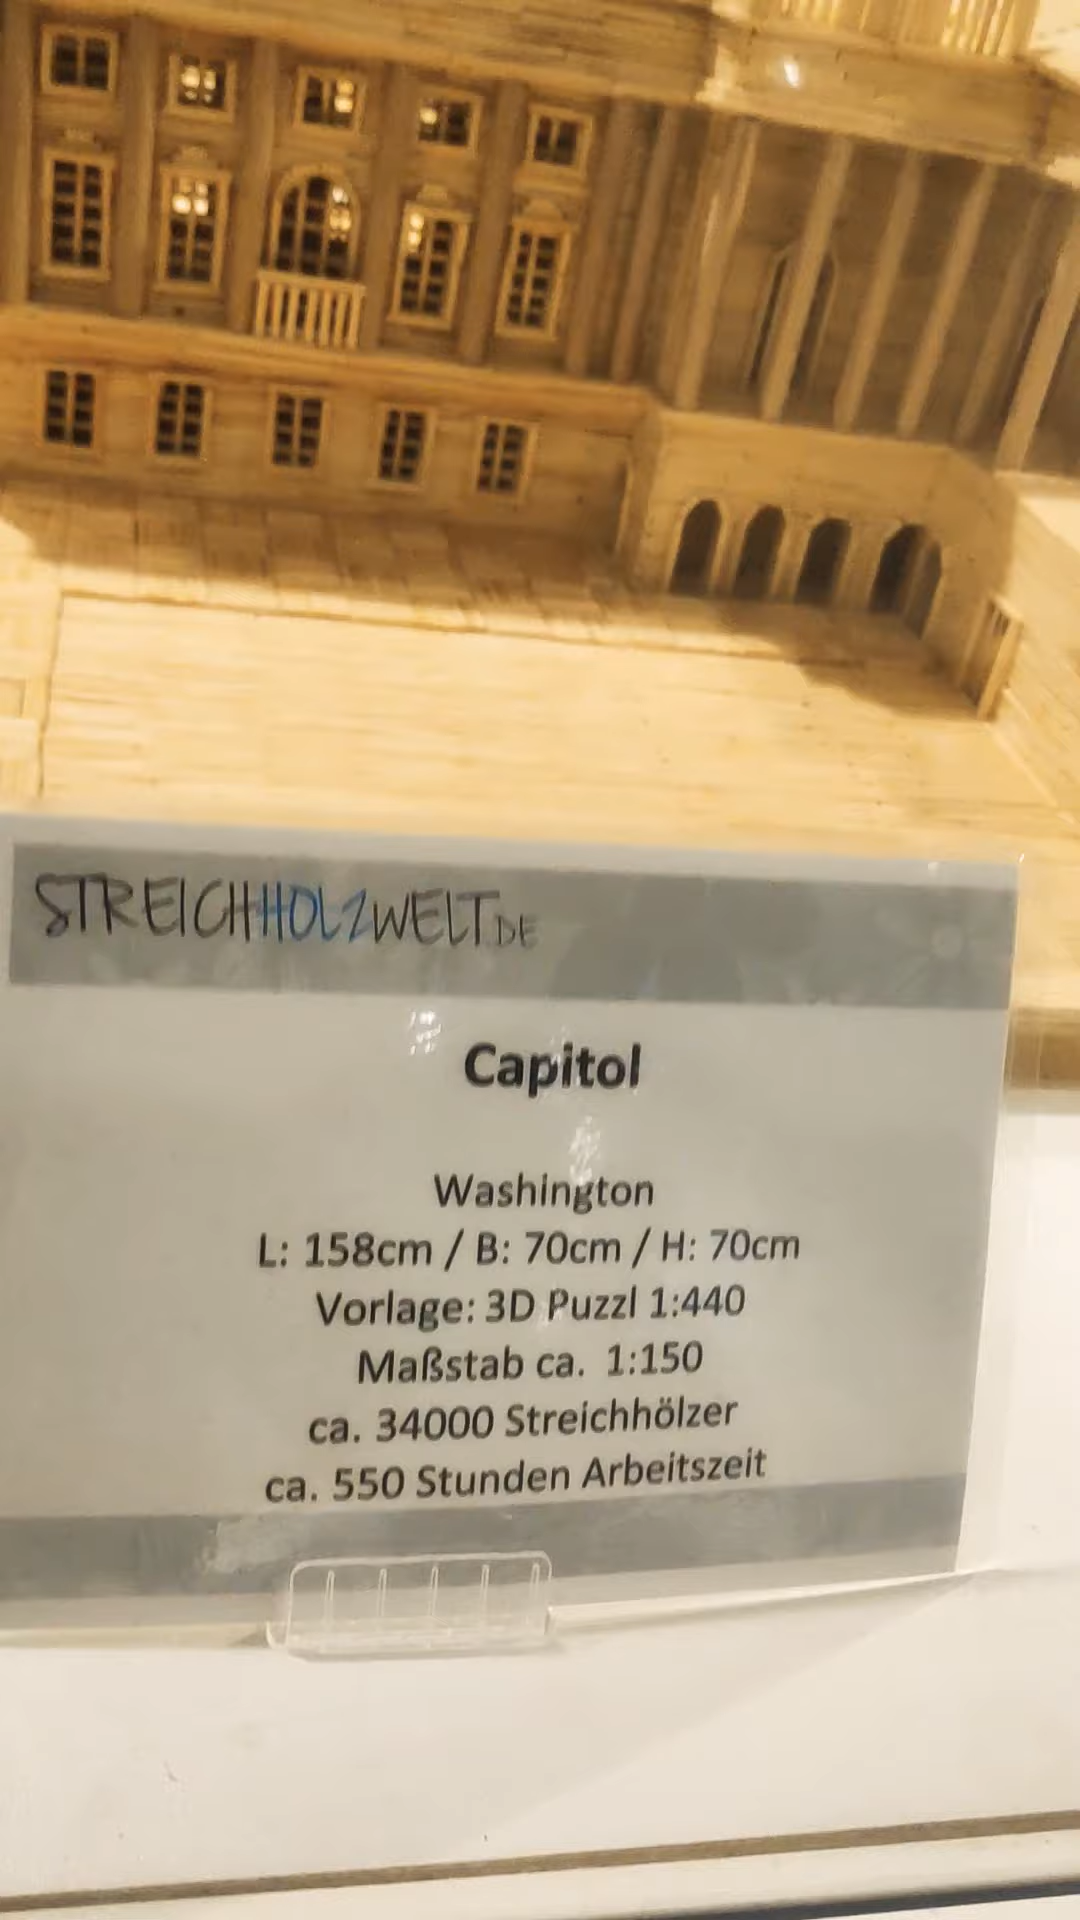 STREICHHOLZWELT.DE
Capitol
Washington
L: 158cm / B: 70cm / H: 70cm
Vorlage: 3D Puzzl 1:440
Maßstab ca. 1:150
ca. 34000 Streichhölzer
ca. 550 Stunden Arbeitszeit